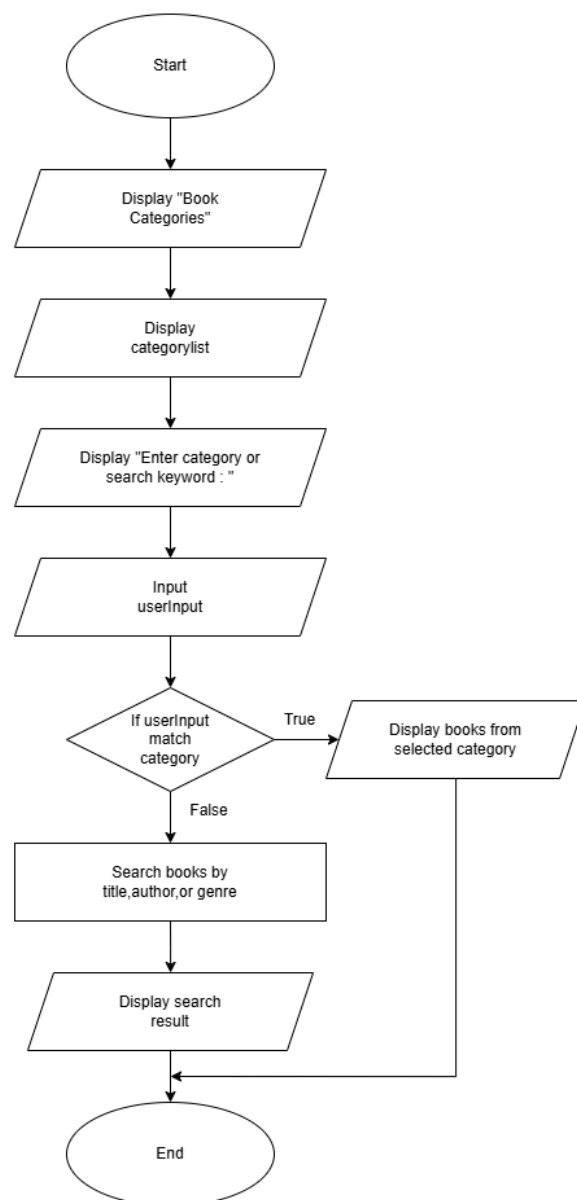 Start
Display "Book
Categories"
Display
categorylist
Display "Enter category or
search keyword : "
Input
userInput
If userInput
match
category
True
Display books from
selected category
False
Search books by
title,author,or genre
Display search
result
End